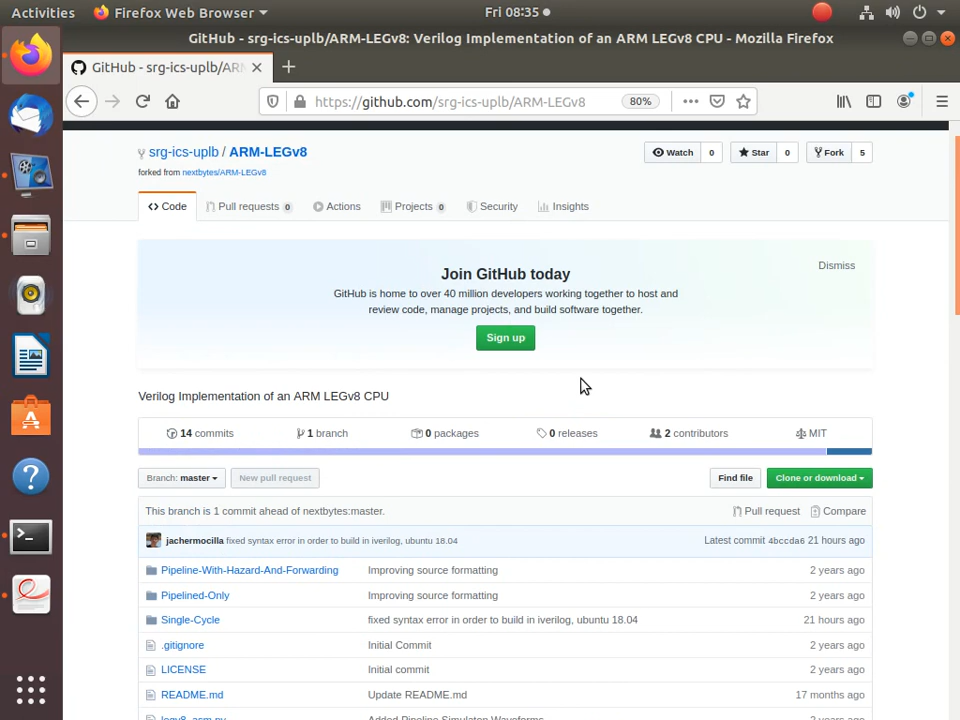 Activities Firefox Web Browser Fri 08:35
GitHub - srg-ics-uplb/ARM-LEGv8: Verilog Implementation of an ARM LEGv8 CPU - Mozilla Firefox
GitHub - srg-ics-uplb/ARM
https://github.com/srg-ics-uplb/ARM-LEGv8 80%
srg-ics-uplb / ARM-LEGv8 Watch 0 Star 0 Fork 5
forked from nextbytes/ARM-LEGv8
Code Pull requests 0 Actions Projects 0 Security Insights
Join GitHub today Dismiss
GitHub is home to over 40 million developers working together to host and
review code, manage projects, and build software together.
Sign up
Verilog Implementation of an ARM LEGv8 CPU
14 commits 1 branch 0 packages 0 releases 2 contributors MIT
Branch: master New pull request Find file Clone or download
This branch is 1 commit ahead of nextbytes:master. Pull request Compare
jachermocilla fixed syntax error in order to build in iverilog, ubuntu 18.04 Latest commit 4bccda6 21 hours ago
Pipeline-With-Hazard-And-Forwarding Improving source formatting 2 years ago
Pipelined-Only Improving source formatting 2 years ago
Single-Cycle fixed syntax error in order to build in iverilog, ubuntu 18.04 21 hours ago
.gitignore Initial Commit 2 years ago
LICENSE Initial commit 2 years ago
README.md Update README.md 17 months ago
legv8_asm.py Added Pipeline Simulaton Waveforms 2 years ago